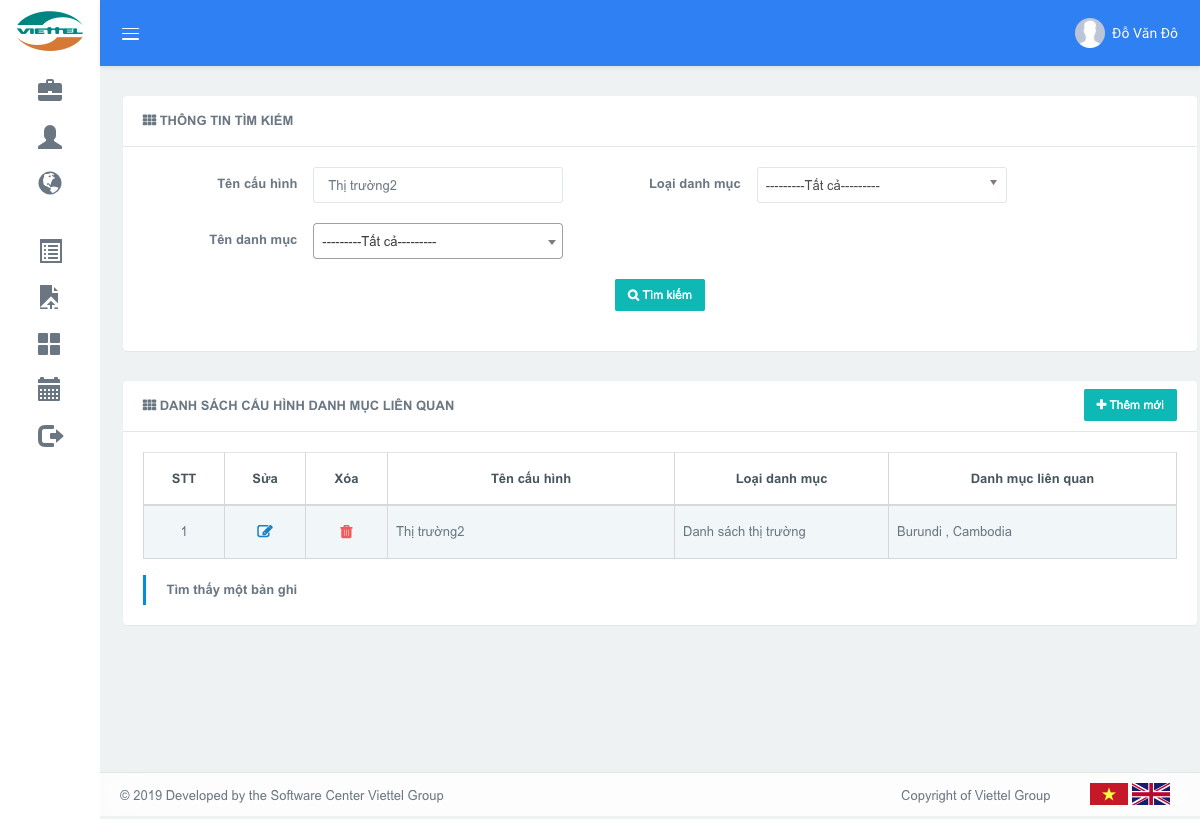 VIETTEL
Đỗ Văn Đô
THÔNG TIN TÌM KIẾM
Tên cấu hình
Thị trường2
Loại danh mục
---------Tất cả---------
Tên danh mục
---------Tất cả---------
Tìm kiếm
DANH SÁCH CẤU HÌNH DANH MỤC LIÊN QUAN
Thêm mới
STT Sửa Xóa Tên cấu hình Loại danh mục Danh mục liên quan
1 Thị trường2 Danh sách thị trường Burundi , Cambodia
Tìm thấy một bản ghi
© 2019 Developed by the Software Center Viettel Group
Copyright of Viettel Group